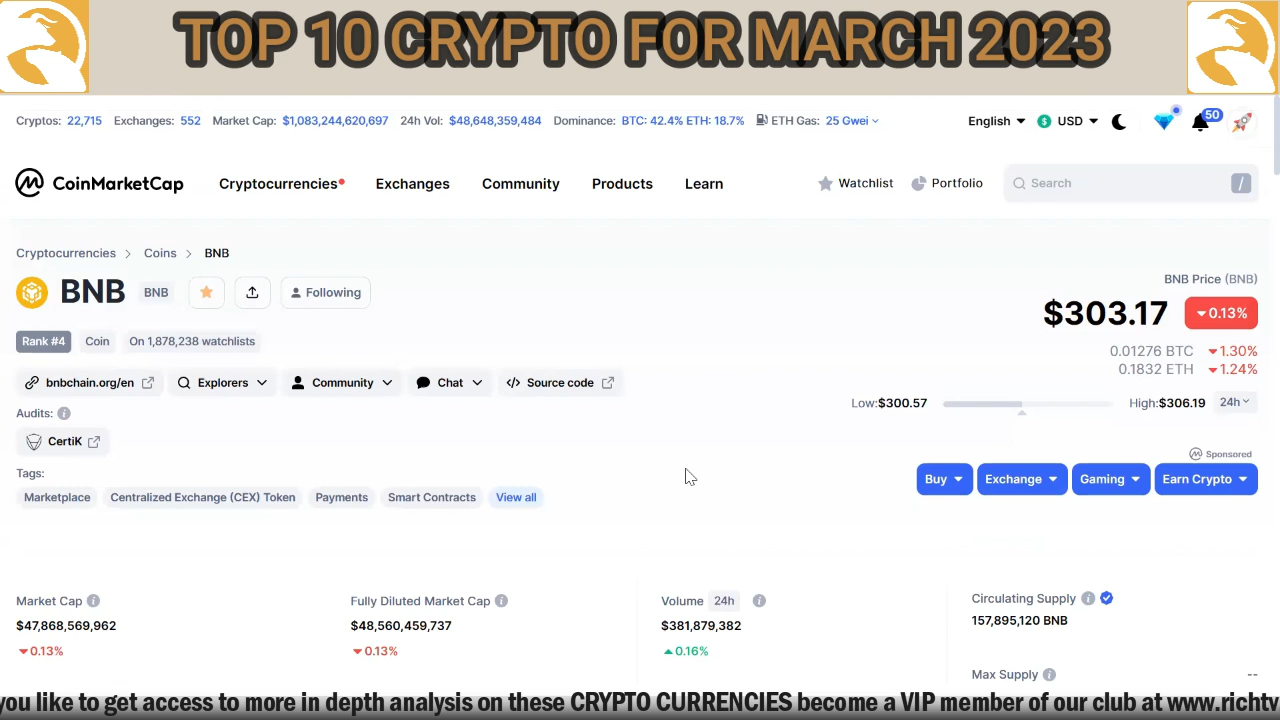 TOP 10 CRYPTO FOR MARCH 2023
Cryptos: 22,715 Exchanges: 552 Market Cap: $1,083,244,620,697 24h Vol: $48,648,359,484 Dominance: BTC: 42.4% ETH: 18.7% ETH Gas: 25 Gwei English USD 50
CoinMarketCap Cryptocurrencies Exchanges Community Products Learn Watchlist Portfolio Search /
Cryptocurrencies Coins BNB
BNB BNB Following
Rank #4 Coin On 1,878,238 watchlists
bnbchain.org/en Explorers Community Chat Source code
Audits:
CertiK
Tags:
Marketplace Centralized Exchange (CEX) Token Payments Smart Contracts View all
BNB Price (BNB)
$303.17 0.13%
0.01276 BTC 1.30%
0.1832 ETH 1.24%
Low:$300.57 High:$306.19 24h
Sponsored
Buy Exchange Gaming Earn Crypto
Market Cap
$47,868,569,962
0.13%
Fully Diluted Market Cap
$48,560,459,737
0.13%
Volume 24h
$381,879,382
0.16%
Circulating Supply
157,895,120 BNB
Max Supply --
you like to get access to more in depth analysis on these CRYPTO CURRENCIES become a VIP member of our club at www.richtv